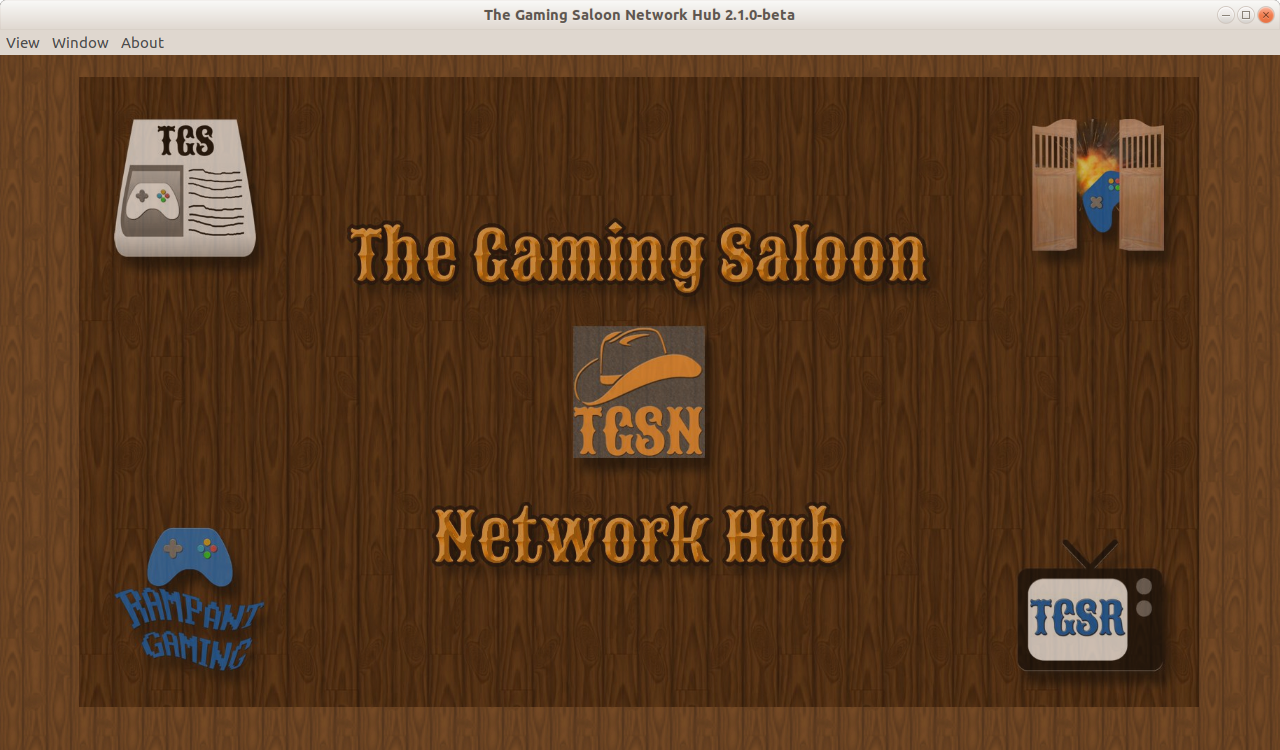 The Gaming Saloon Network Hub 2.1.0-beta
View Window About
TGS
The Gaming Saloon
TGSN
Network Hub
RAMPANT
GAMING
TGSR